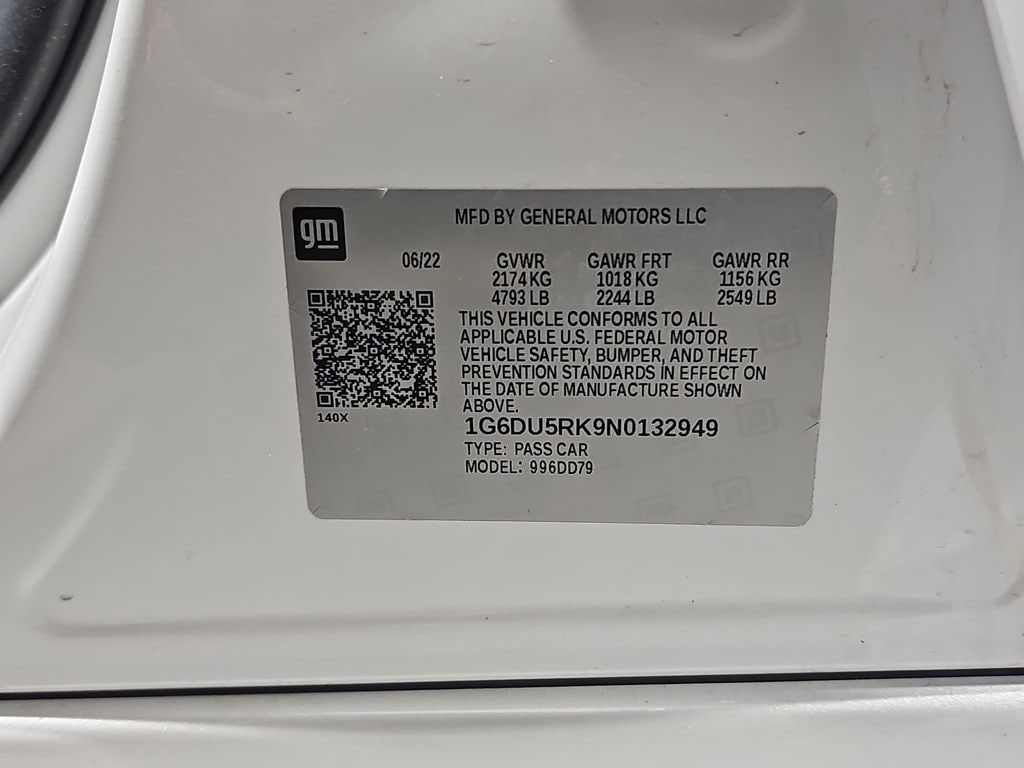 gm
MFD BY GENERAL MOTORS LLC
06/22
GVWR GAWR FRT GAWR RR
2174 KG 1018 KG 1156 KG
4793 LB 2244 LB 2549 LB
THIS VEHICLE CONFORMS TO ALL
APPLICABLE U.S. FEDERAL MOTOR
VEHICLE SAFETY, BUMPER, AND THEFT
PREVENTION STANDARDS IN EFFECT ON
THE DATE OF MANUFACTURE SHOWN
ABOVE.
140X
1G6DU5RK9N0132949
TYPE: PASS CAR
MODEL: 996DD79